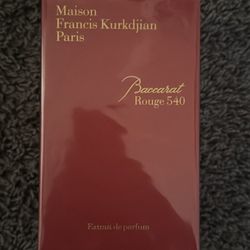 Maison
Francis Kurkdjian
Paris
Baccarat
Rouge 540
Extrait de parfum